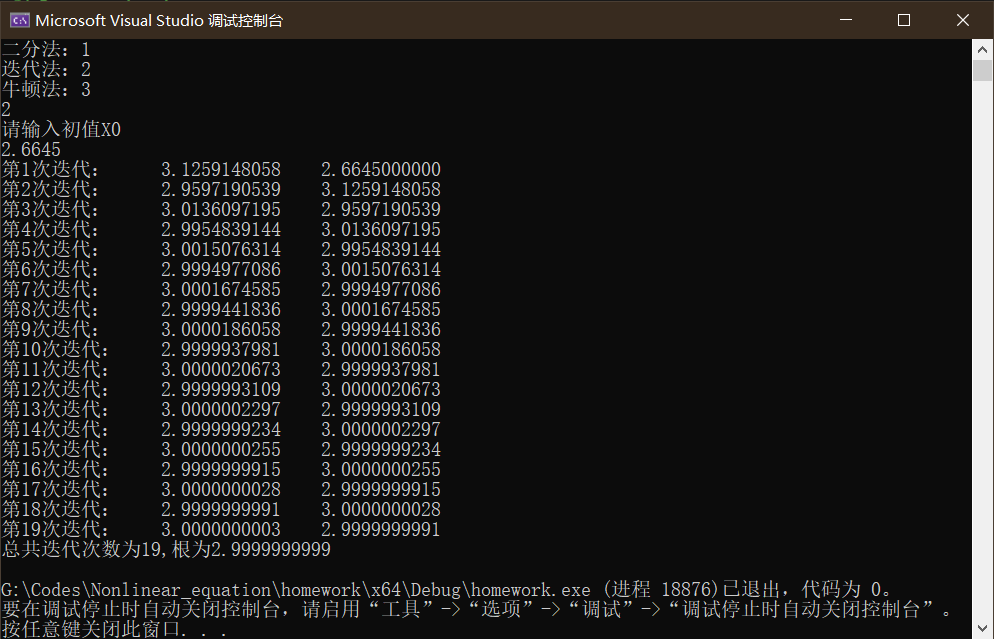 Microsoft Visual Studio 调试控制台
二分法: 1
迭代法: 2
牛顿法: 3
2
请输入初值X0
2.6645
第1次迭代: 3.1259148058 2.6645000000
第2次迭代: 2.9597190539 3.1259148058
第3次迭代: 3.0136097195 2.9597190539
第4次迭代: 2.9954839144 3.0136097195
第5次迭代: 3.0015076314 2.9954839144
第6次迭代: 2.9994977086 3.0015076314
第7次迭代: 3.0001674585 2.9994977086
第8次迭代: 2.9999441836 3.0001674585
第9次迭代: 3.0000186058 2.9999441836
第10次迭代: 2.9999937981 3.0000186058
第11次迭代: 3.0000020673 2.9999937981
第12次迭代: 2.9999993109 3.0000020673
第13次迭代: 3.0000002297 2.9999993109
第14次迭代: 2.9999999234 3.0000002297
第15次迭代: 3.0000000255 2.9999999234
第16次迭代: 2.9999999915 3.0000000255
第17次迭代: 3.0000000028 2.9999999915
第18次迭代: 2.9999999991 3.0000000028
第19次迭代: 3.0000000003 2.9999999991
总共迭代次数为19,根为2.9999999999
G:\Codes\Nonlinear_equation\homework\x64\Debug\homework.exe (进程 18876)已退出，代码为 0。
要在调试停止时自动关闭控制台，请启用“工具”->“选项”->“调试”->“调试停止时自动关闭控制台”。
按任意键关闭此窗口. . .